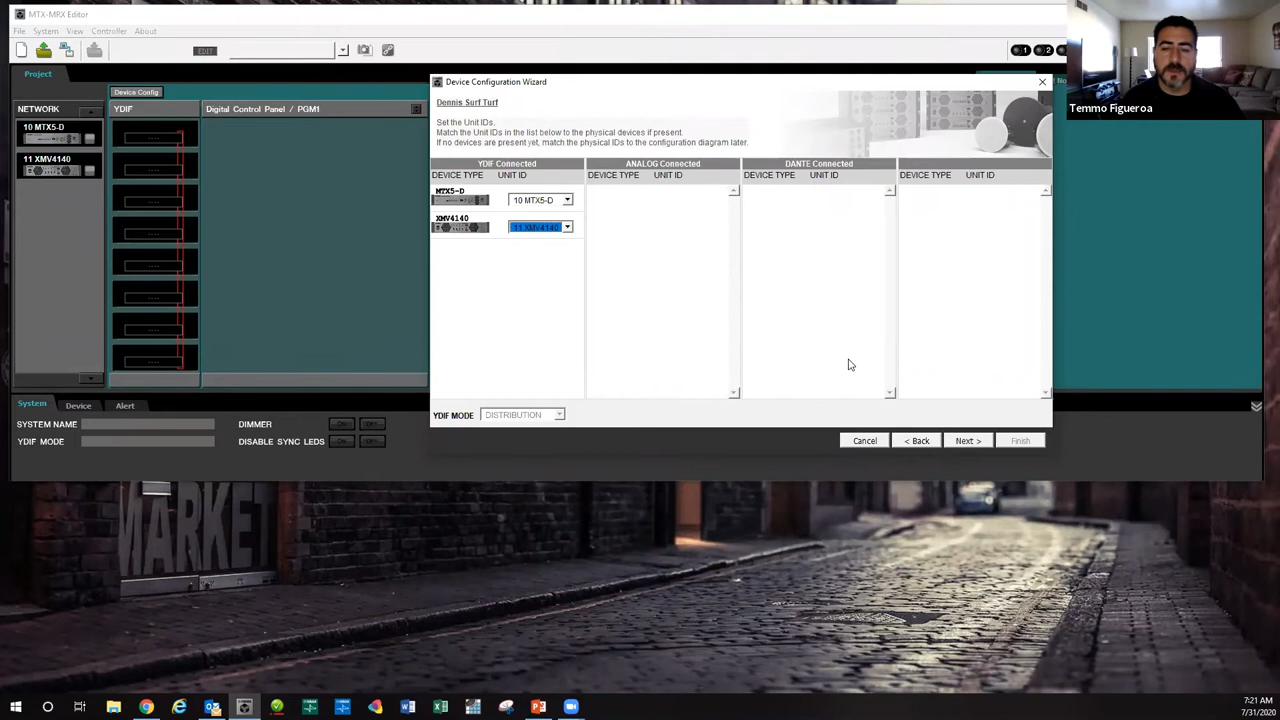 MTX-MRX Editor
File System View Controller About
EDIT
1 2
Project
NETWORK
10 MTX5-D
11 XMV4140
Device Config
YDIF
Digital Control Panel / PGM1
Device Configuration Wizard
Dennis Surf Turf
Set the Unit IDs.
Match the Unit IDs in the list below to the physical devices if present.
If no devices are present yet, match the physical IDs to the configuration diagram later.
YDIF Connected ANALOG Connected DANTE Connected
DEVICE TYPE UNIT ID DEVICE TYPE UNIT ID DEVICE TYPE UNIT ID DEVICE TYPE UNIT ID
MTX5-D
10 MTX5-D
XMV4140
11 XMV4140
YDIF MODE DISTRIBUTION
Cancel < Back Next > Finish
System Device Alert
SYSTEM NAME DIMMER ON OFF
YDIF MODE DISABLE SYNC LEDS ON OFF
Temmo Figueroa
MARKET
7:21 AM
7/31/2020